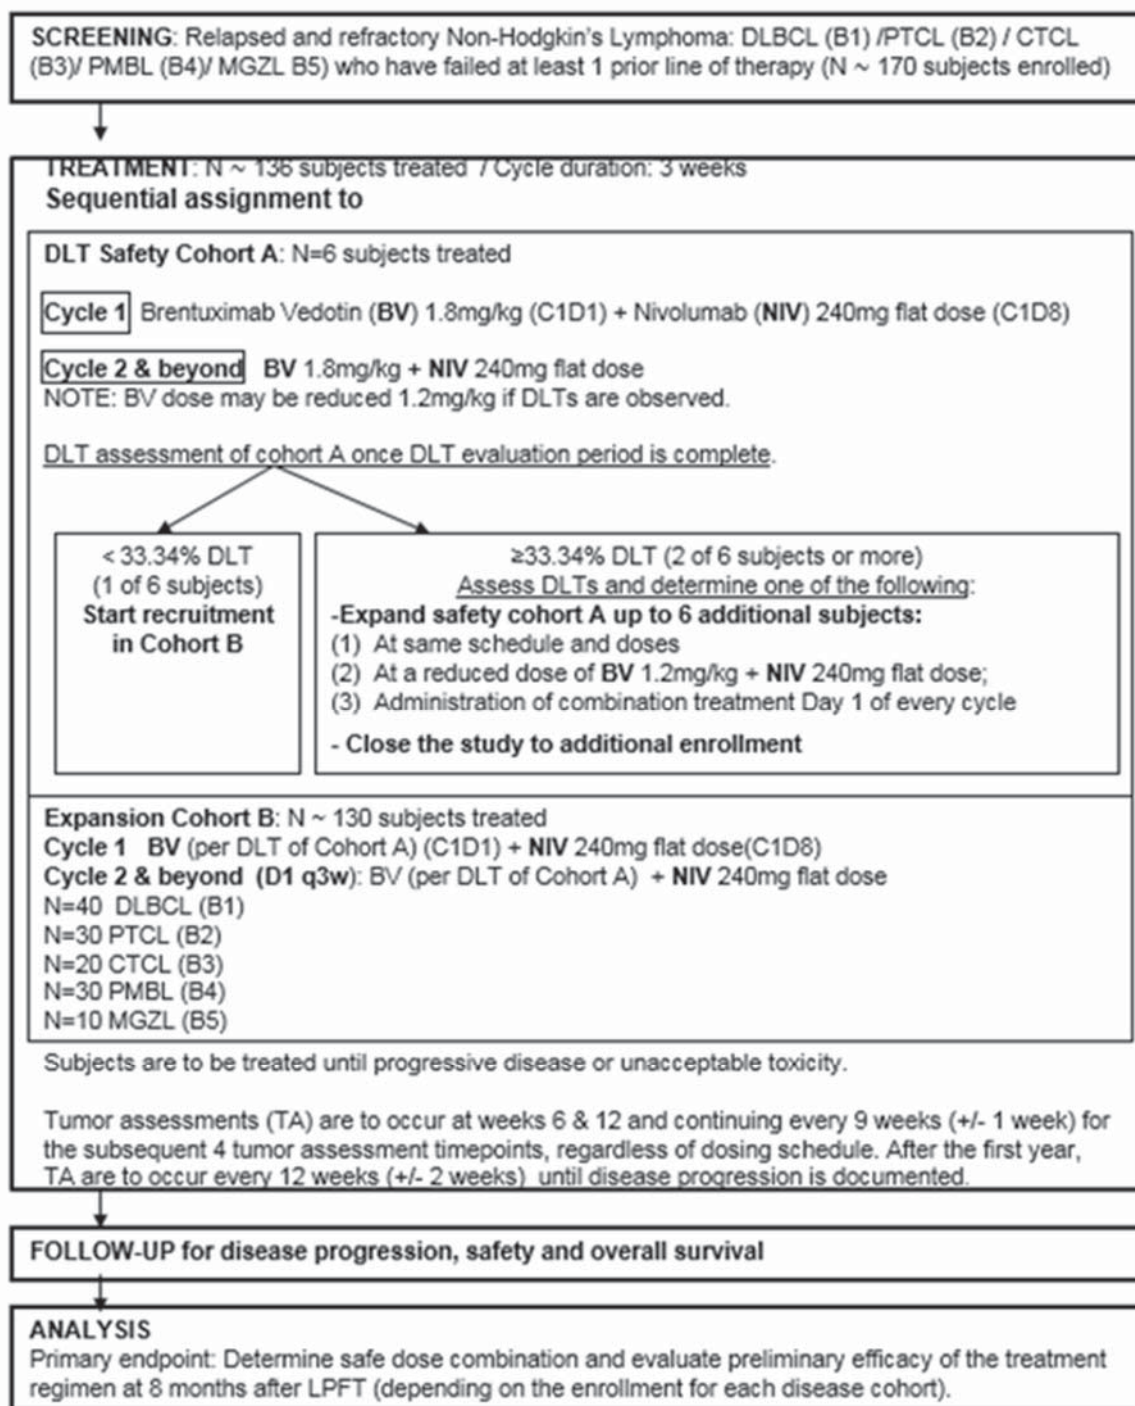 SCREENING: Relapsed and refractory Non-Hodgkin's Lymphoma: DLBCL (B1) /PTCL (B2) / CTCL
(B3)/ PMBL (B4)/ MGZL B5) who have failed at least 1 prior line of therapy (N ~ 170 subjects enrolled)
TREATMENT: N ~ 136 subjects treated / Cycle duration: 3 weeks
Sequential assignment to
DLT Safety Cohort A: N=6 subjects treated
Cycle 1 Brentuximab Vedotin (BV) 1.8mg/kg (C1D1) + Nivolumab (NIV) 240mg flat dose (C1D8)
Cycle 2 & beyond BV 1.8mg/kg + NIV 240mg flat dose
NOTE: BV dose may be reduced 1.2mg/kg if DLTs are observed.
DLT assessment of cohort A once DLT evaluation period is complete.
< 33.34% DLT
(1 of 6 subjects)
Start recruitment
in Cohort B
≥33.34% DLT (2 of 6 subjects or more)
Assess DLTs and determine one of the following:
-Expand safety cohort A up to 6 additional subjects:
(1) At same schedule and doses
(2) At a reduced dose of BV 1.2mg/kg + NIV 240mg flat dose;
(3) Administration of combination treatment Day 1 of every cycle
- Close the study to additional enrollment
Expansion Cohort B: N ~ 130 subjects treated
Cycle 1 BV (per DLT of Cohort A) (C1D1) + NIV 240mg flat dose(C1D8)
Cycle 2 & beyond (D1 q3w): BV (per DLT of Cohort A) + NIV 240mg flat dose
N=40 DLBCL (B1)
N=30 PTCL (B2)
N=20 CTCL (B3)
N=30 PMBL (B4)
N=10 MGZL (B5)
Subjects are to be treated until progressive disease or unacceptable toxicity.
Tumor assessments (TA) are to occur at weeks 6 & 12 and continuing every 9 weeks (+/- 1 week) for
the subsequent 4 tumor assessment timepoints, regardless of dosing schedule. After the first year,
TA are to occur every 12 weeks (+/- 2 weeks) until disease progression is documented.
FOLLOW-UP for disease progression, safety and overall survival
ANALYSIS
Primary endpoint: Determine safe dose combination and evaluate preliminary efficacy of the treatment
regimen at 8 months after LPFT (depending on the enrollment for each disease cohort).